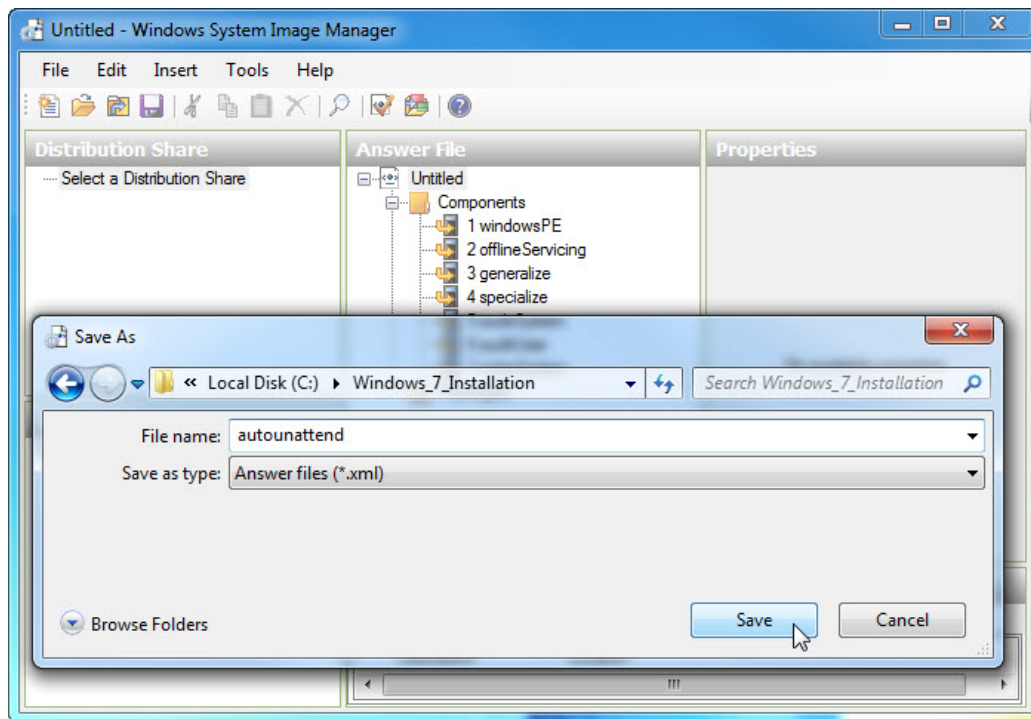 Untitled - Windows System Image Manager
File Edit Insert Tools Help
Distribution Share
Answer File
Properties
Select a Distribution Share
Untitled
Components
1 windowsPE
2 offlineServicing
3 generalize
4 specialize
Save As
« Local Disk (C:) Windows_7_Installation
Search Windows_7_Installation
File name: autounattend
Save as type: Answer files (*.xml)
Browse Folders
Save
Cancel